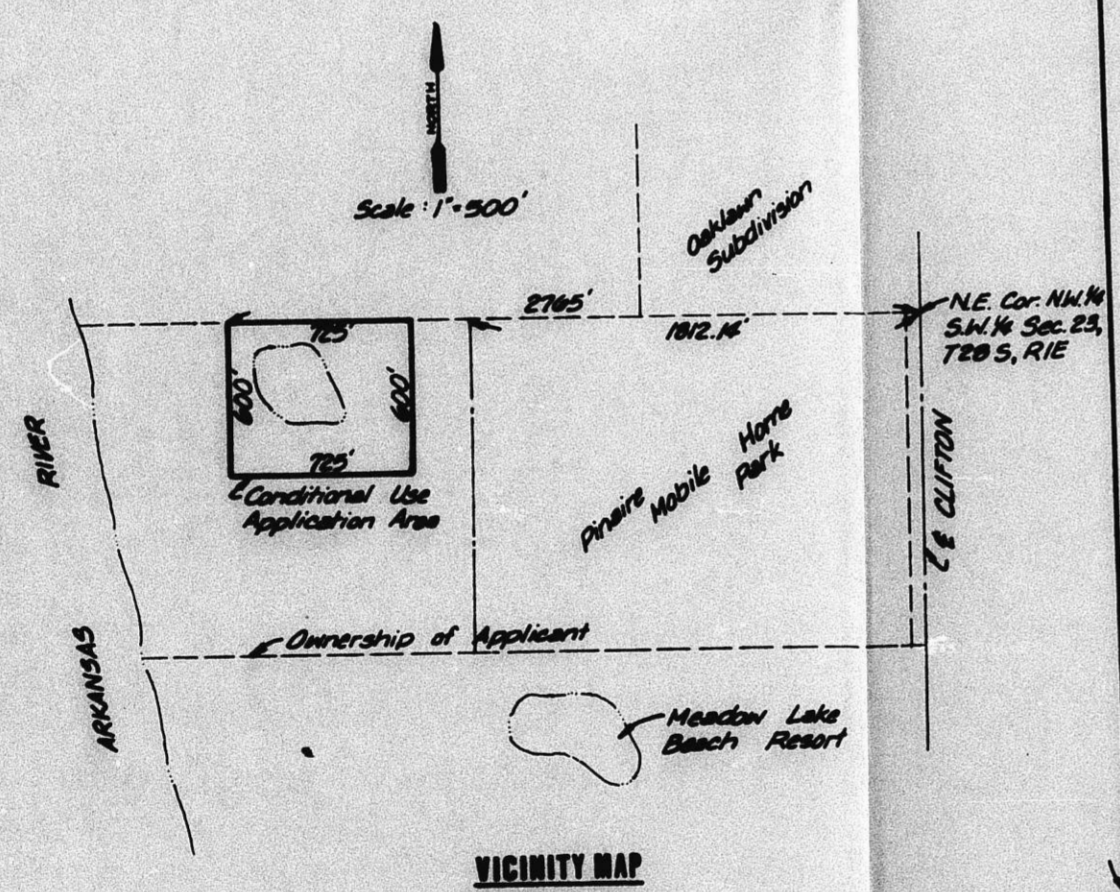 NORTH
Scale : 1"=500'
Oaklawn
Subdivision
2765'
1812.14'
N.E. Cor. N.W.¼
S.W.¼ Sec. 23,
T28S, R1E
725'
600'
600'
725'
Conditional Use
Application Area
RIVER
ARKANSAS
Pinaire Mobile Home
Park
℄ CLIFTON
Ownership of Applicant
Meadow Lake
Beach Resort
VICINITY MAP